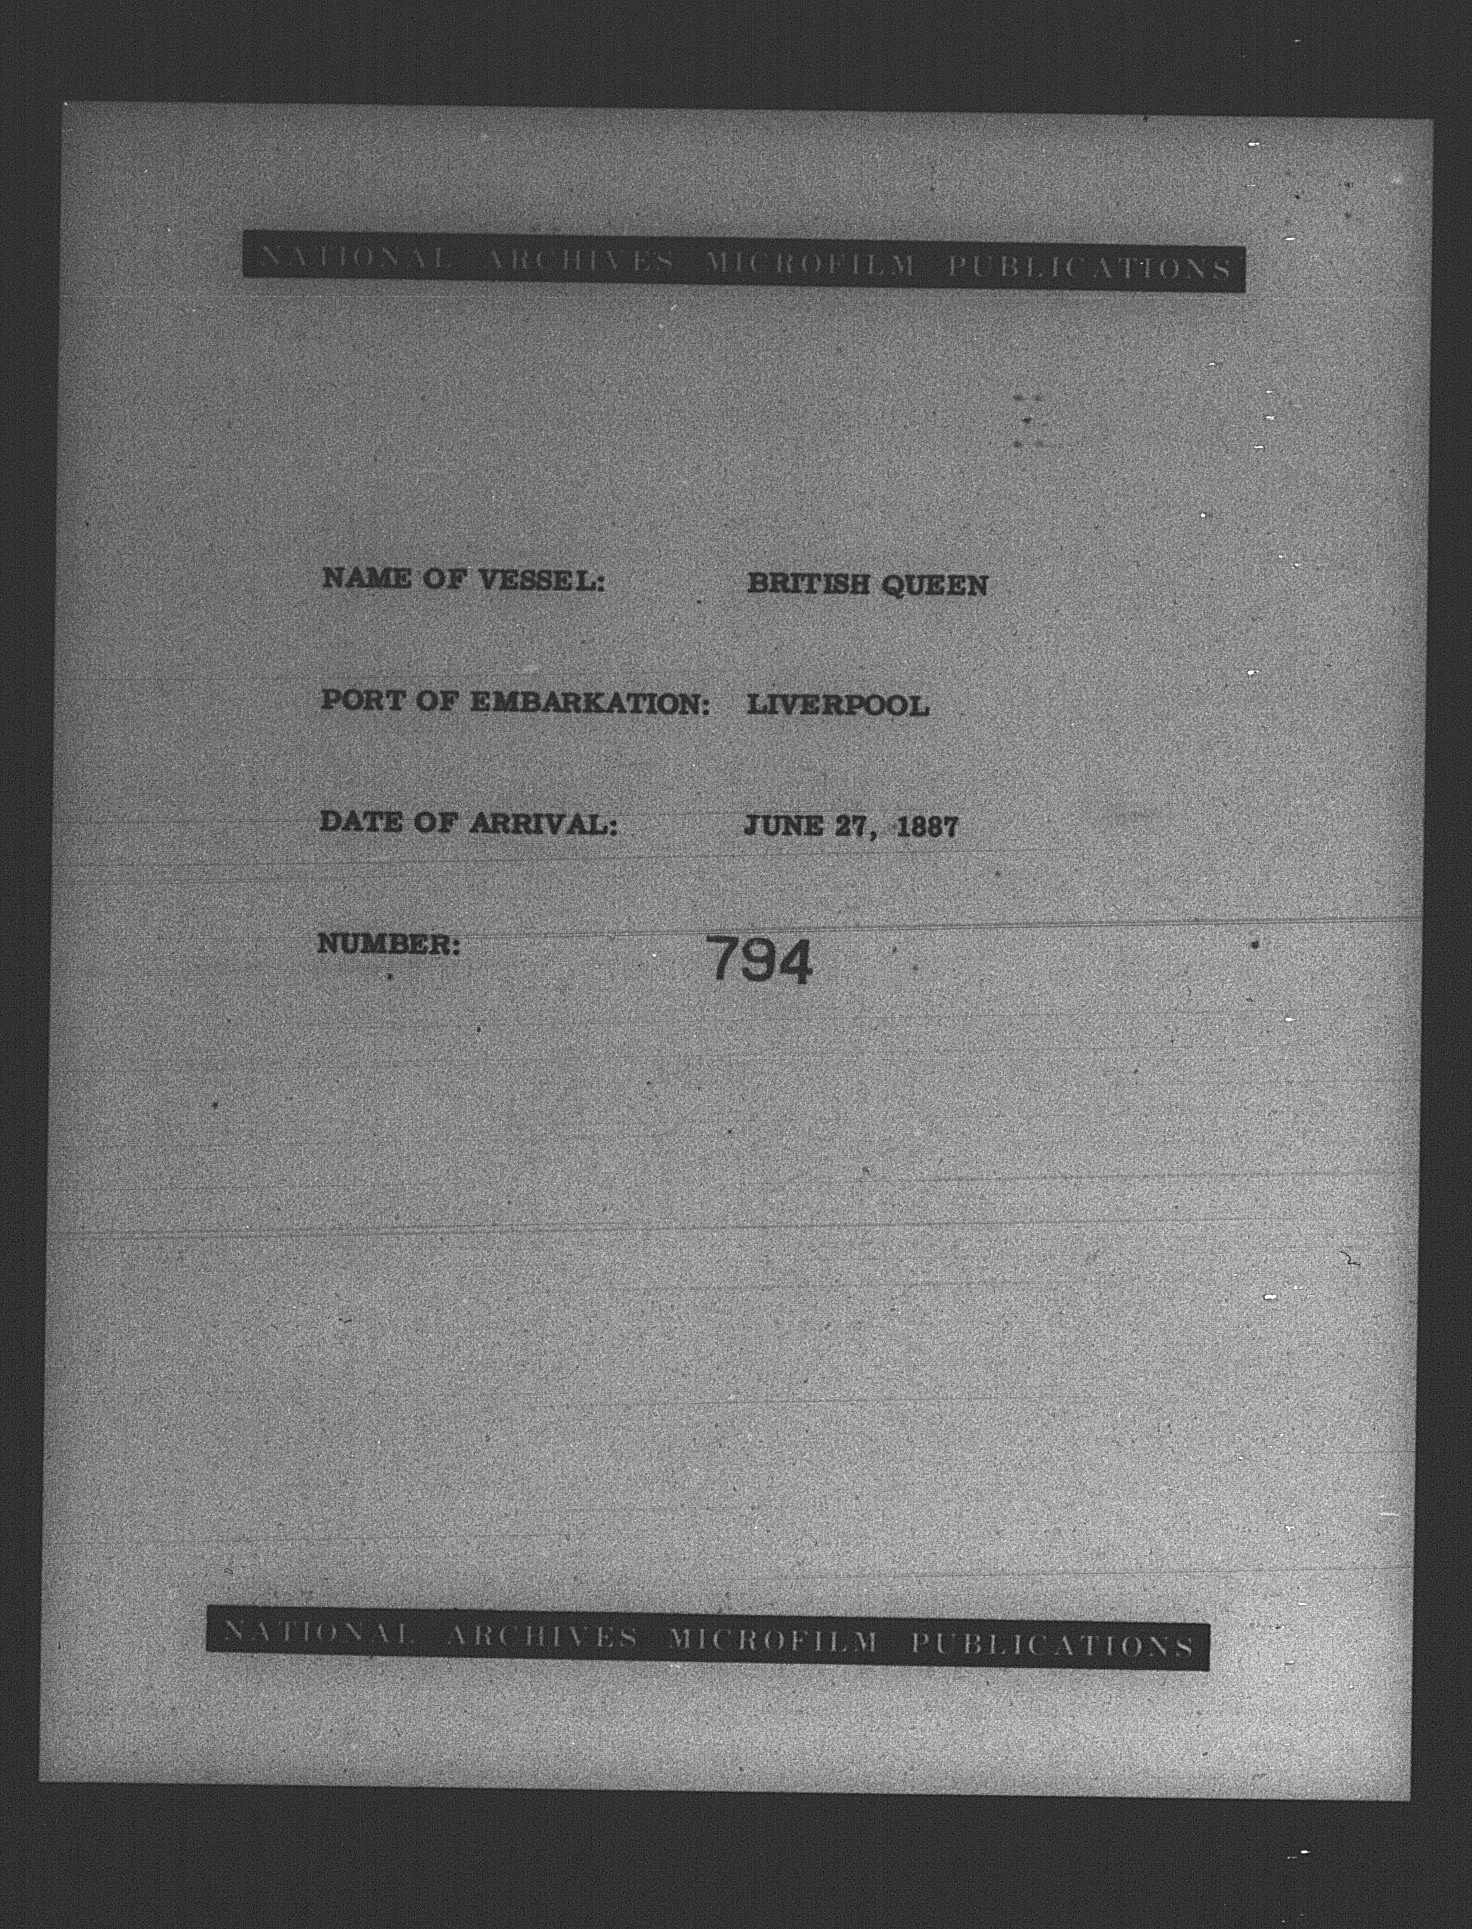 NATIONAL ARCHIVES MICROFILM PUBLICATIONS
NAME OF VESSEL: BRITISH QUEEN
PORT OF EMBARKATION: LIVERPOOL
DATE OF ARRIVAL: JUNE 27, 1887
NUMBER: 794
NATIONAL ARCHIVES MICROFILM PUBLICATIONS